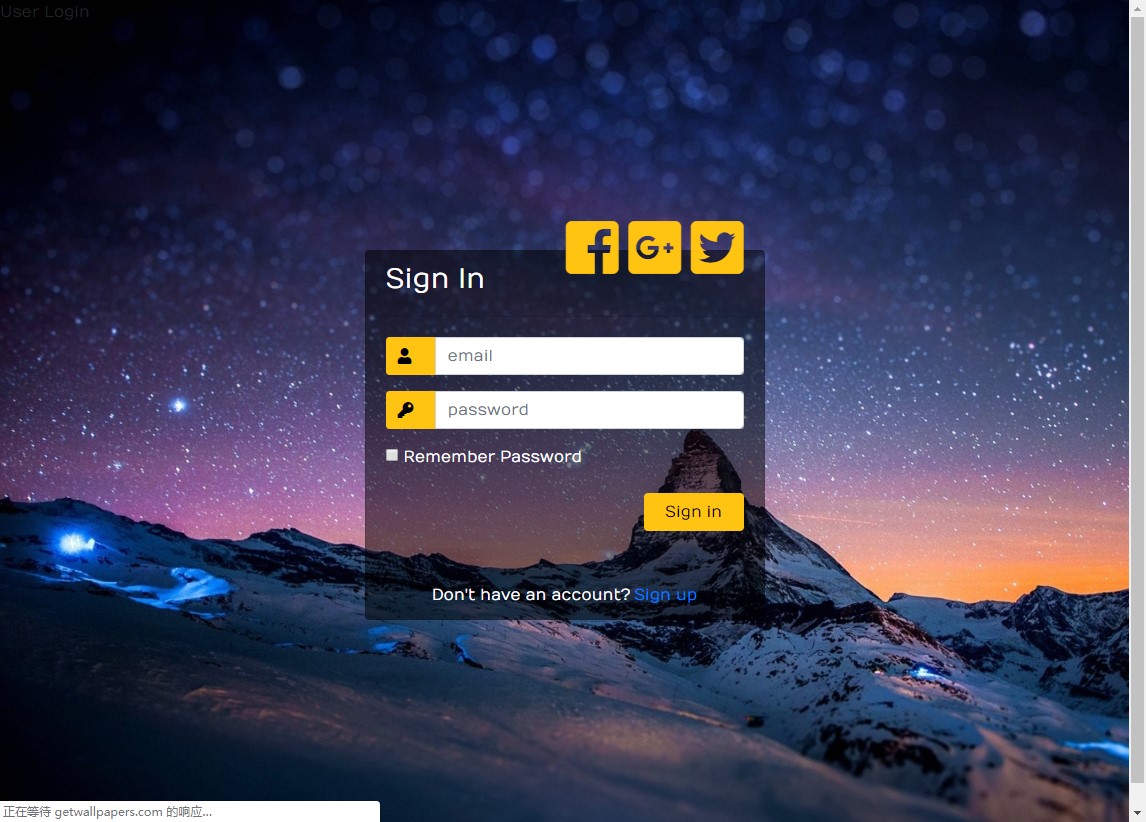 User Login
Sign In
G+
email
password
Remember Password
Sign in
Don't have an account? Sign up
正在等待 getwallpapers.com 的响应...